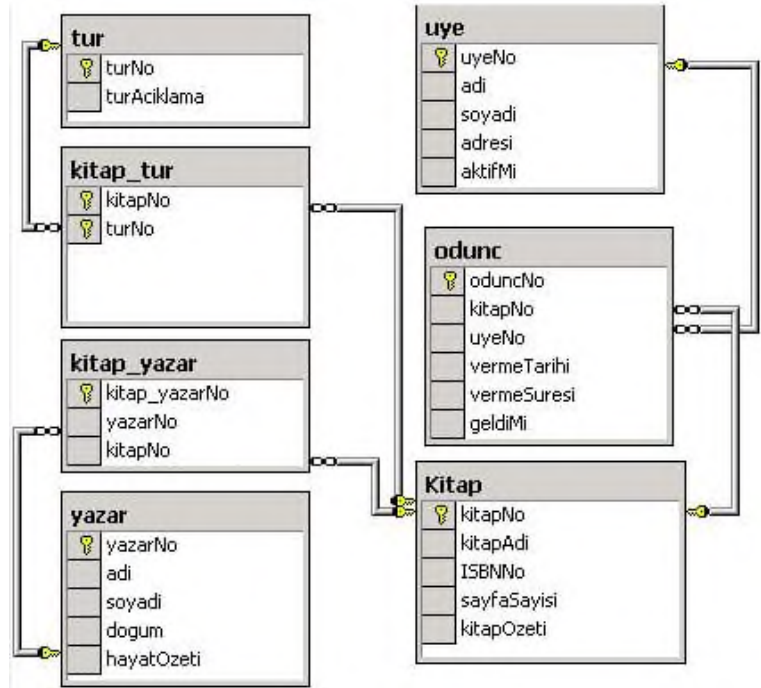 tur
turNo
turAciklama
kitap_tur
kitapNo
turNo
kitap_yazar
kitap_yazarNo
yazarNo
kitapNo
yazar
yazarNo
adi
soyadi
dogum
hayatOzeti
uye
uyeNo
adi
soyadi
adresi
aktifMi
odunc
oduncNo
kitapNo
uyeNo
vermeTarihi
vermeSuresi
geldiMi
Kitap
kitapNo
kitapAdi
ISBNNo
sayfaSayisi
kitapOzeti